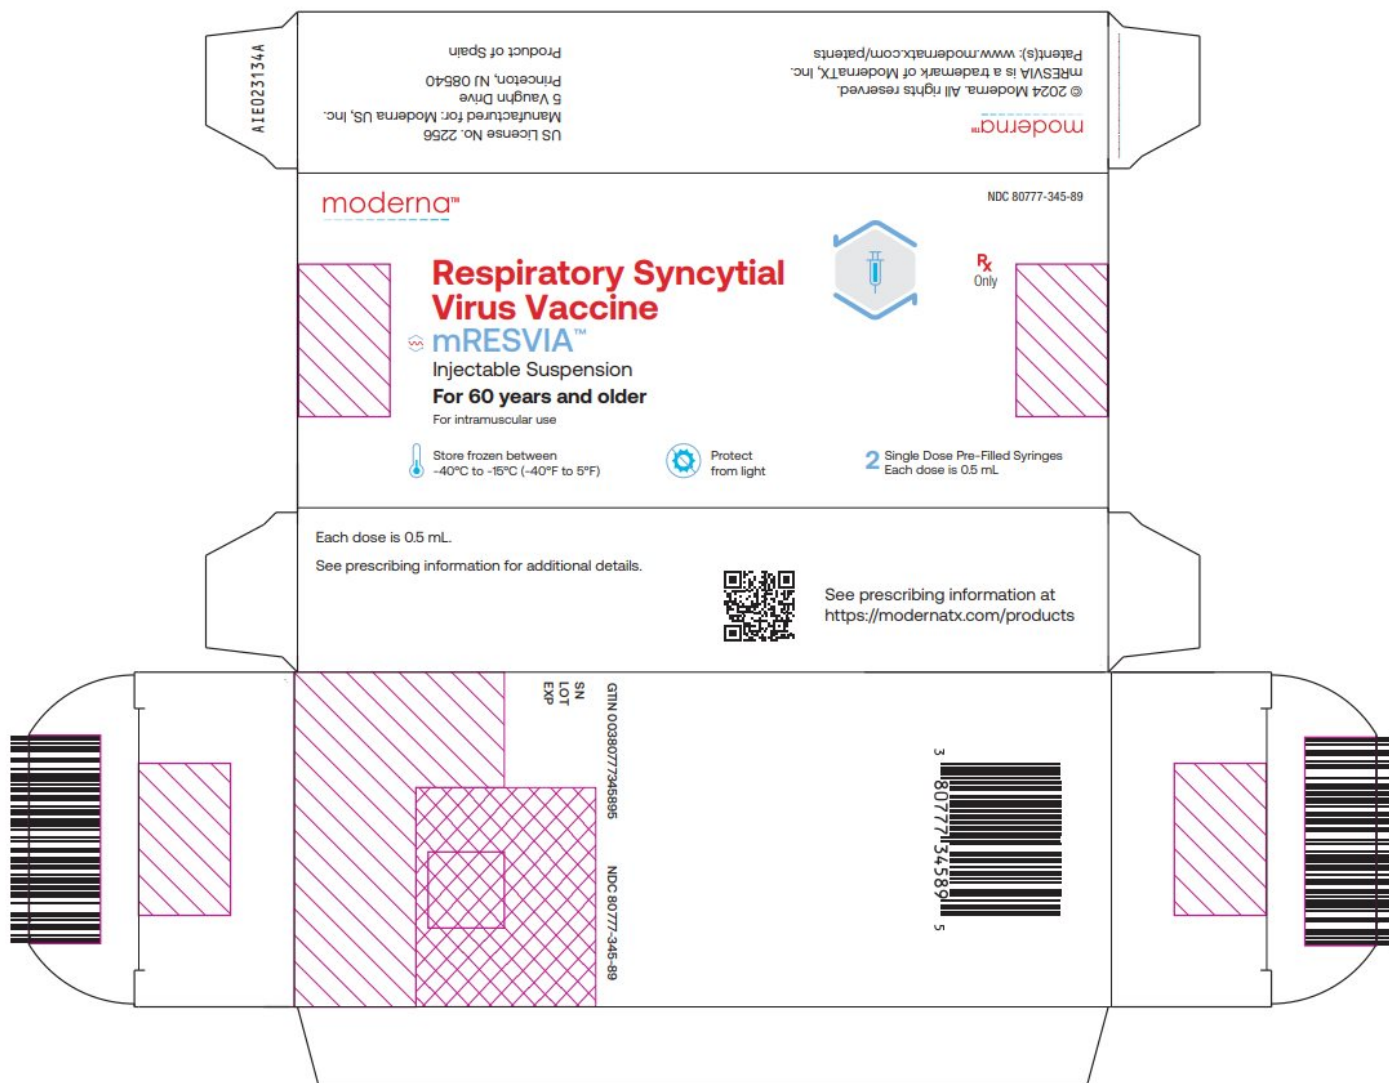 AIE023134A
US License No. 2256
Manufactured for: Moderna US, Inc.
5 Vaughn Drive
Princeton, NJ 08540
Product of Spain
moderna™
© 2024 Moderna. All rights reserved.
mRESVIA is a trademark of ModernaTX, Inc.
Patent(s): www.modernatx.com/patents
moderna™
NDC 80777-345-89
Respiratory Syncytial
Virus Vaccine
mRESVIA™
Injectable Suspension
For 60 years and older
For intramuscular use
Rx
Only
Store frozen between
-40°C to -15°C (-40°F to 5°F)
Protect
from light
2 Single Dose Pre-Filled Syringes
Each dose is 0.5 mL
Each dose is 0.5 mL.
See prescribing information for additional details.
See prescribing information at
https://modernatx.com/products
GTIN 00380777345895 NDC 80777-345-89
SN
LOT
EXP
3 80777 34589 5